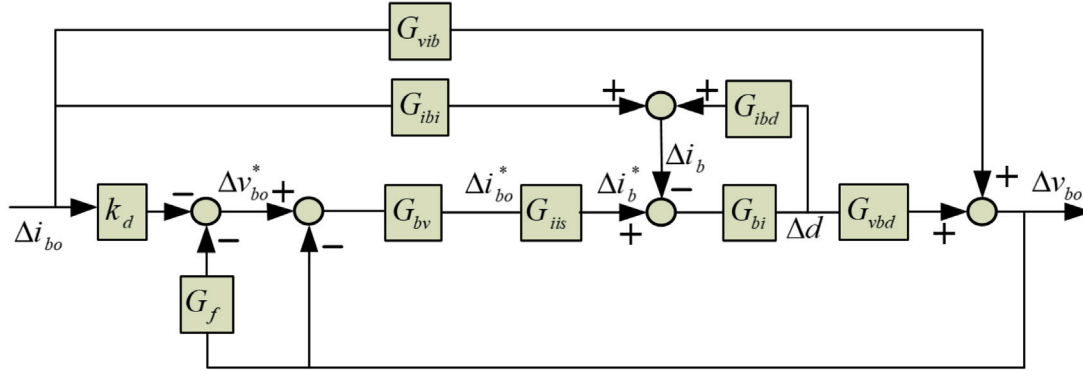 G_vib
+ +
G_ibi G_ibd
Δi_b
− Δv*_bo + Δi*_bo Δi*_b − + Δv_bo
k_d G_bv G_iis G_bi G_vbd
Δi_bo − − + Δd +
G_f